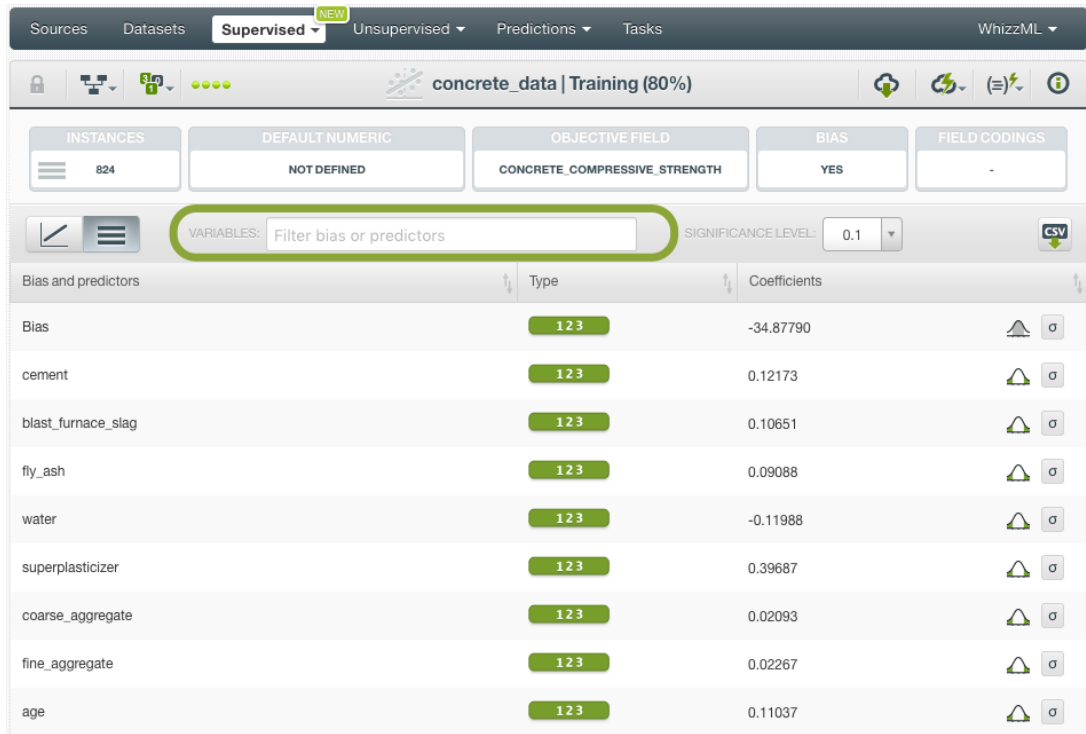 NEW
Sources Datasets Supervised Unsupervised Predictions Tasks WhizzML
concrete_data | Training (80%)
INSTANCES DEFAULT NUMERIC OBJECTIVE FIELD BIAS FIELD CODINGS
824 NOT DEFINED CONCRETE_COMPRESSIVE_STRENGTH YES -
VARIABLES: Filter bias or predictors SIGNIFICANCE LEVEL: 0.1 CSV
Bias and predictors Type Coefficients
Bias 123 -34.87790 σ
cement 123 0.12173 σ
blast_furnace_slag 123 0.10651 σ
fly_ash 123 0.09088 σ
water 123 -0.11988 σ
superplasticizer 123 0.39687 σ
coarse_aggregate 123 0.02093 σ
fine_aggregate 123 0.02267 σ
age 123 0.11037 σ